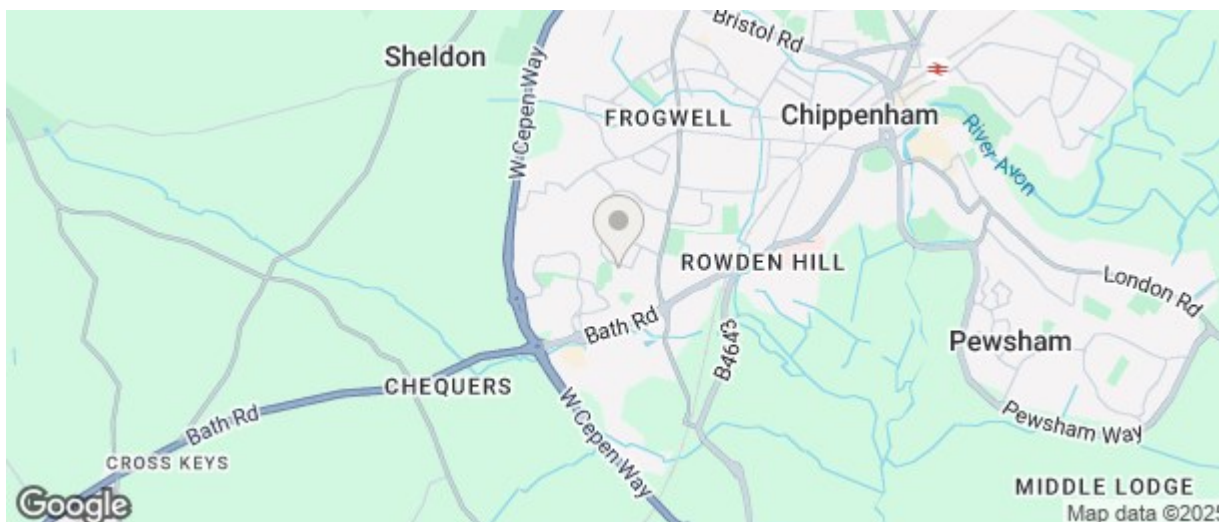 Bristol Rd
Sheldon
W Cepen Way
FROGWELL
Chippenham
River Avon
ROWDEN HILL
London Rd
Bath Rd
B4643
Pewsham
CHEQUERS
W Cepen Way
Bath Rd
Pewsham Way
CROSS KEYS
MIDDLE LODGE
Google
Map data ©2025